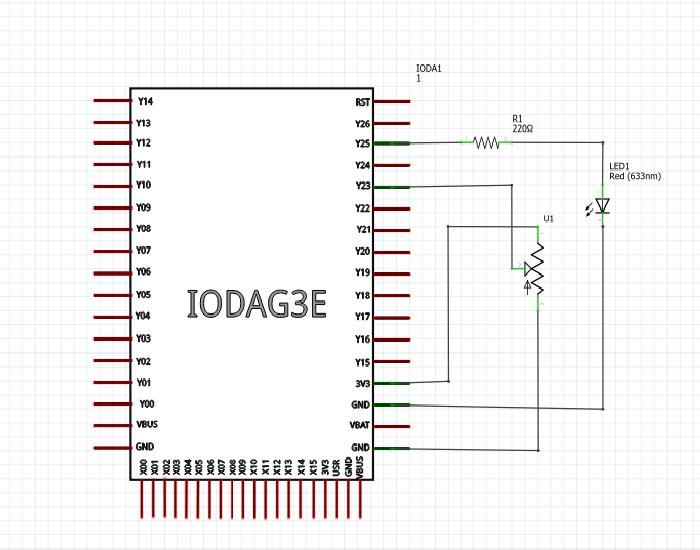 IODA1
1
Y14
Y13
Y12
Y11
Y10
Y09
Y08
Y07
Y06
Y05
Y04
Y03
Y02
Y01
Y00
VBUS
GND
IODAG3E
RST
Y26
Y25
Y24
Y23
Y22
Y21
Y20
Y19
Y18
Y17
Y16
Y15
3V3
GND
VBAT
GND
X00
X01
X02
X03
X04
X05
X06
X07
X08
X09
X10
X11
X12
X13
X14
X15
3V3
USR
GND
VBUS
R1
220Ω
LED1
Red (633nm)
U1